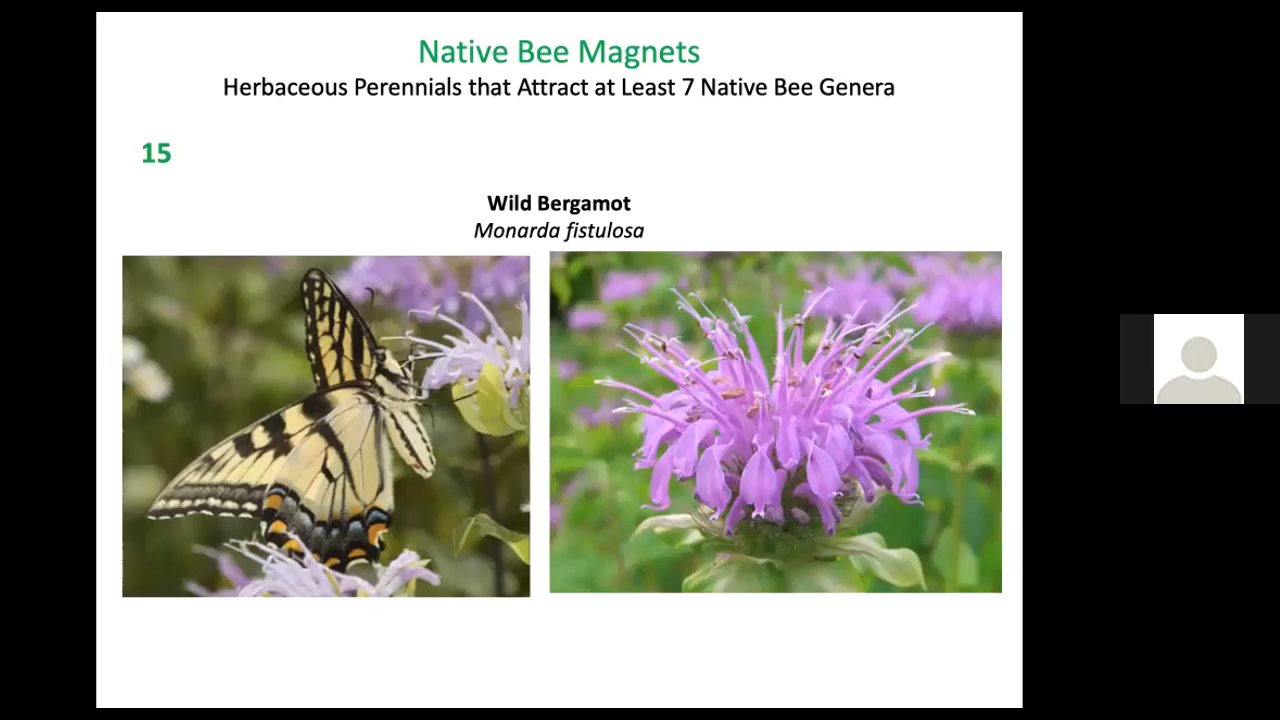 Native Bee Magnets
Herbaceous Perennials that Attract at Least 7 Native Bee Genera
15
Wild Bergamot
Monarda fistulosa